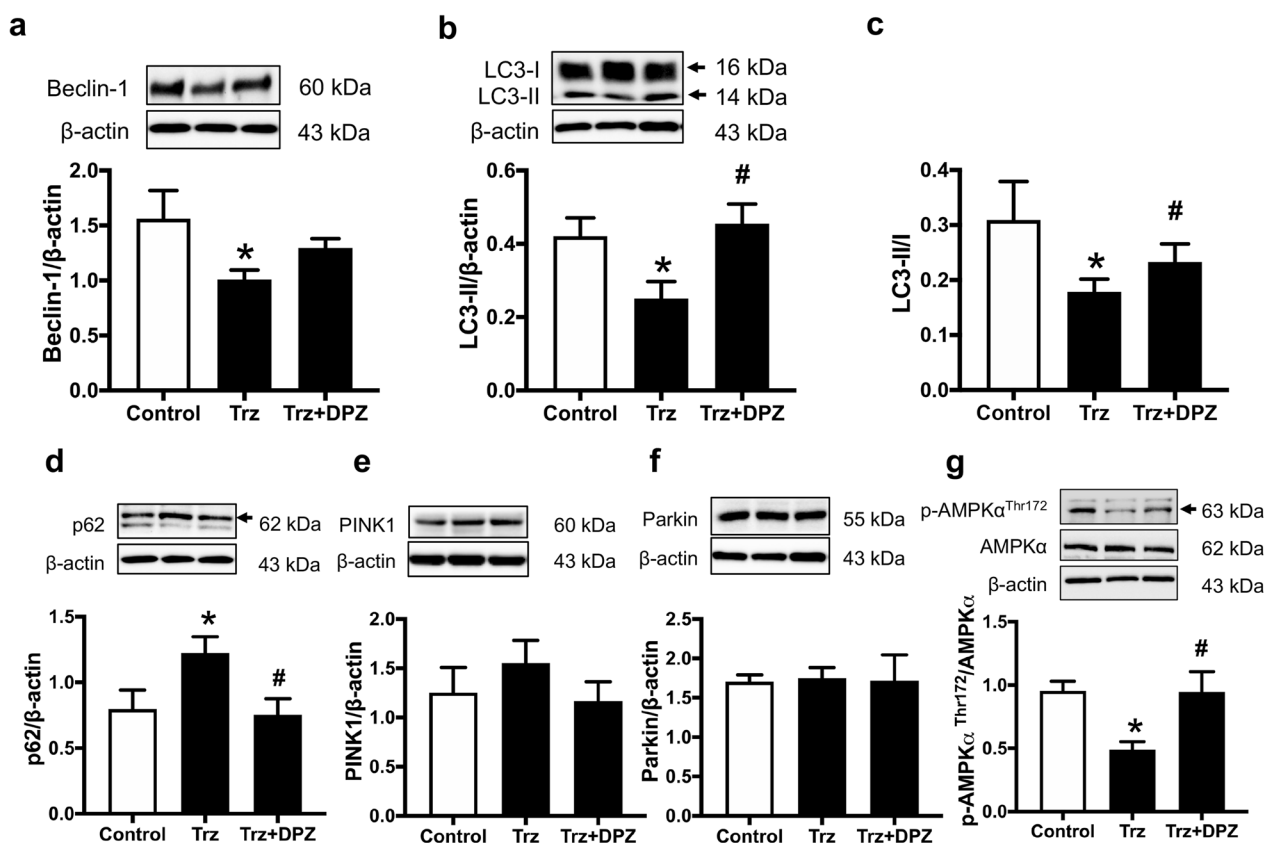 a
Beclin-1
60 kDa
β-actin
43 kDa
2.0
1.5
1.0
0.5
0.0
Beclin-1/β-actin
*
Control Trz Trz+DPZ
b
LC3-I
16 kDa
LC3-II
14 kDa
β-actin
43 kDa
0.6
0.4
0.2
0.0
LC3-II/β-actin
*
#
Control Trz Trz+DPZ
c
0.4
0.3
0.2
0.1
0.0
LC3-II/I
*
#
Control Trz Trz+DPZ
d
p62
62 kDa
β-actin
43 kDa
1.5
1.0
0.5
0.0
p62/β-actin
*
#
Control Trz Trz+DPZ
e
PINK1
60 kDa
β-actin
43 kDa
2.0
1.5
1.0
0.5
0.0
PINK1/β-actin
Control Trz Trz+DPZ
f
Parkin
55 kDa
β-actin
43 kDa
2.5
2.0
1.5
1.0
0.5
0.0
Parkin/β-actin
Control Trz Trz+DPZ
g
p-AMPKαThr172
63 kDa
AMPKα
62 kDa
β-actin
43 kDa
1.5
1.0
0.5
0.0
p-AMPKα Thr172/AMPKα
*
#
Control Trz Trz+DPZ